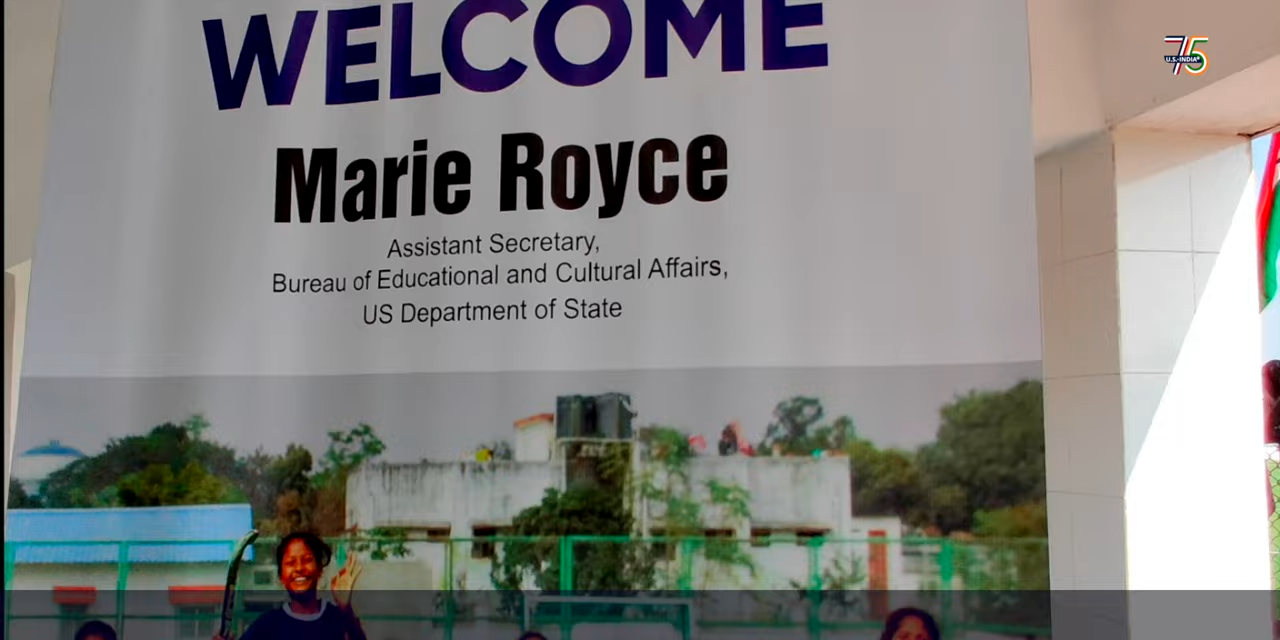 WELCOME
Marie Royce
Assistant Secretary,
Bureau of Educational and Cultural Affairs,
US Department of State
75
U.S.-INDIA